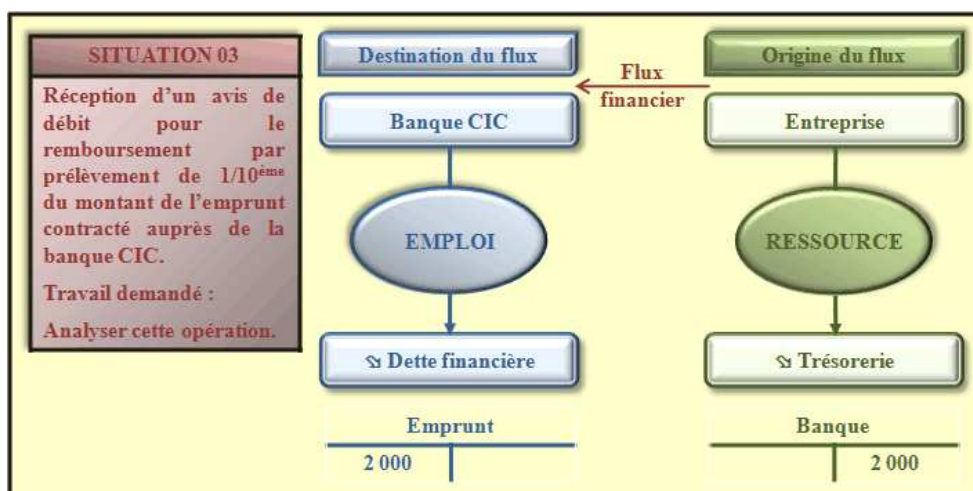 SITUATION 03
Réception d’un avis de
débit pour le
remboursement par
prélèvement de 1/10ème
du montant de l’emprunt
contracté auprès de la
banque CIC.
Travail demandé :
Analyser cette opération.
Destination du flux
Flux
financier
Origine du flux
Banque CIC
Entreprise
EMPLOI
RESSOURCE
⇘ Dette financière
⇘ Trésorerie
Emprunt
2 000
Banque
2 000